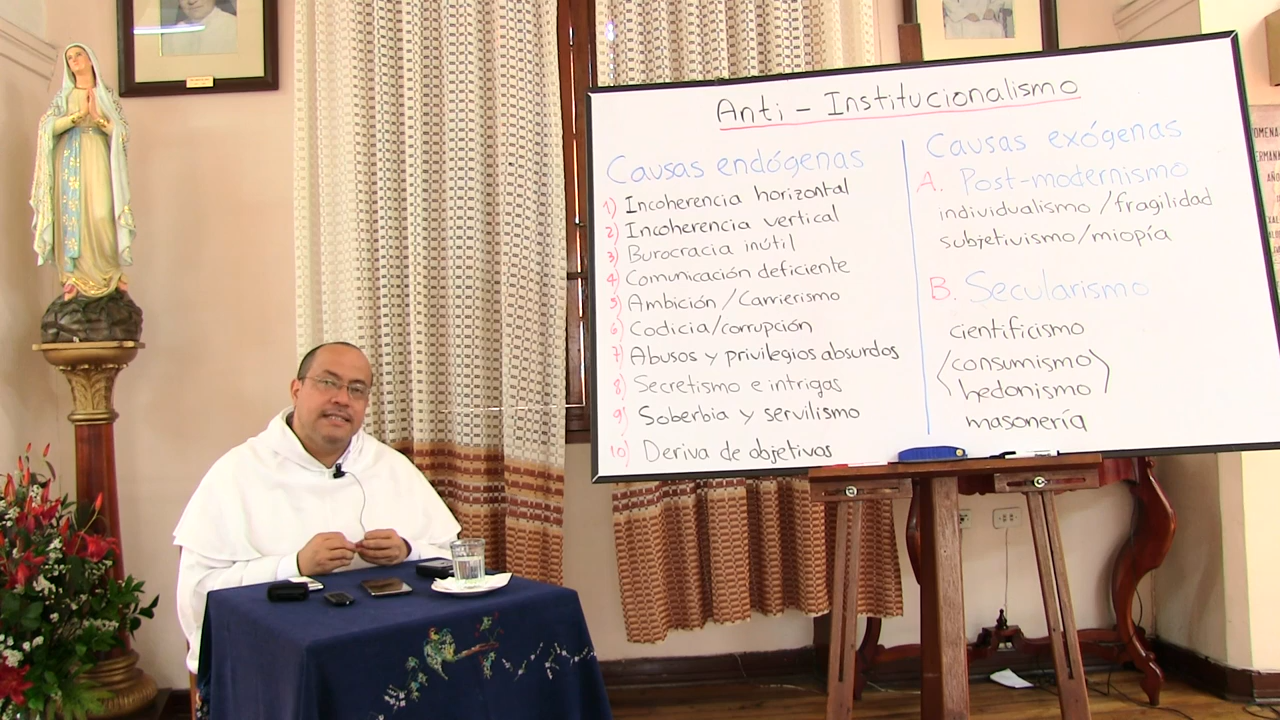 Anti - Institucionalismo
Causas endógenas
1) Incoherencia horizontal
2) Incoherencia vertical
3) Burocracia inútil
4) Comunicación deficiente
5) Ambición / Carrierismo
6) Codicia/corrupción
7) Abusos y privilegios absurdos
8) Secretismo e intrigas
9) Soberbia y servilismo
10) Deriva de objetivos
Causas exógenas
A. Post-modernismo
individualismo / fragilidad
subjetivismo/miopía
B. Secularismo
cientificismo
consumismo
hedonismo
masonería